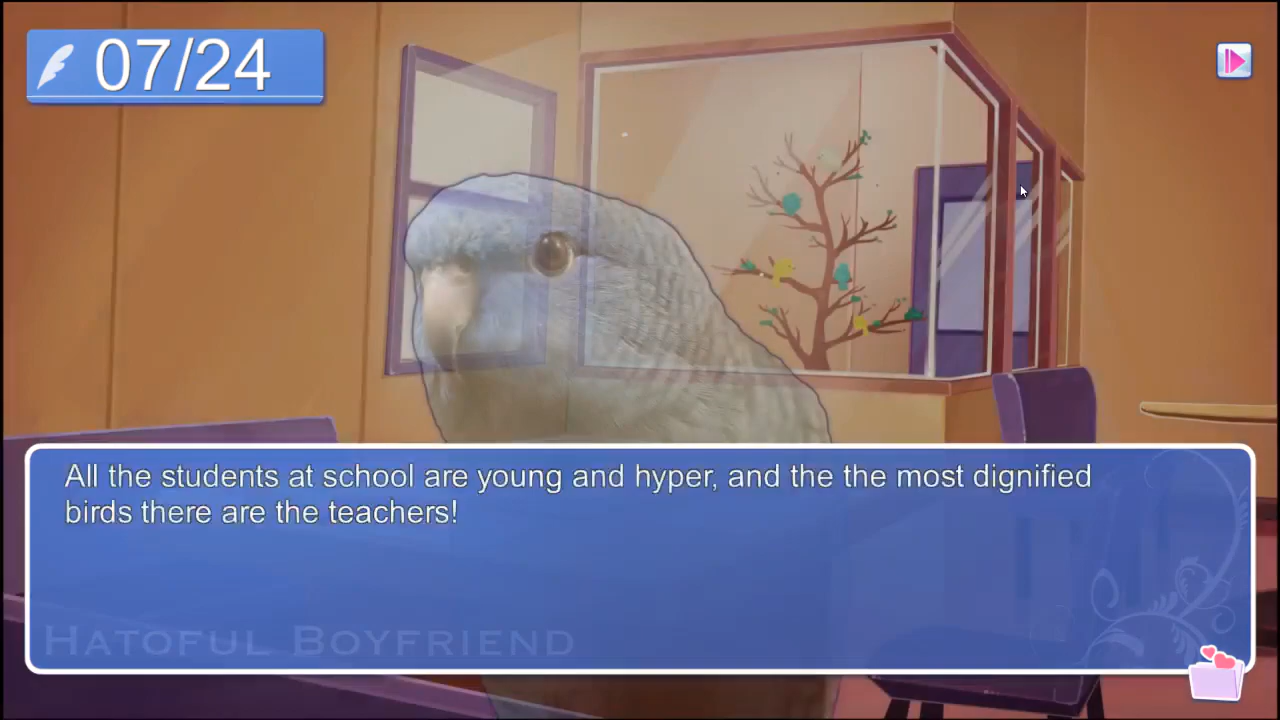 07/24
All the students at school are young and hyper, and the the most dignified
birds there are the teachers!
HATOFUL BOYFRIEND